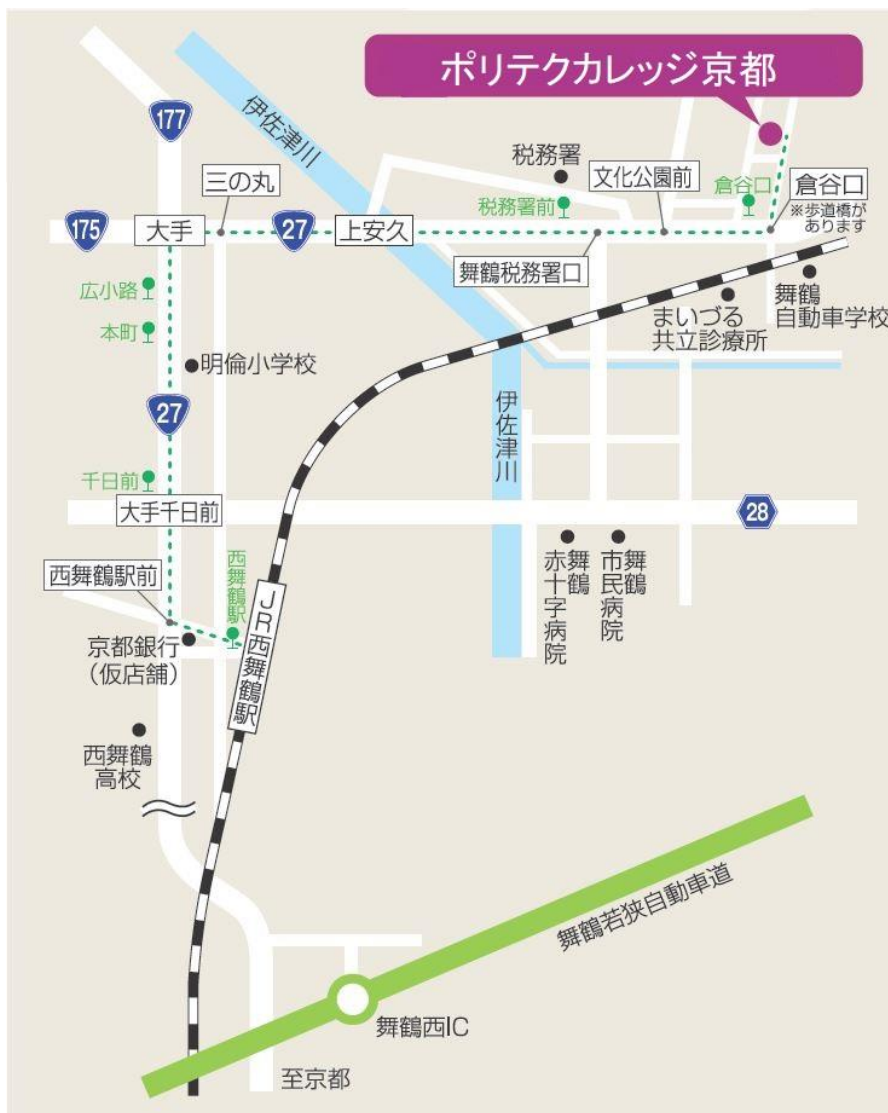 ポリテクカレッジ京都
177
伊佐津川
税務署
三の丸
文化公園前
倉谷口
倉谷口
税務署前
※歩道橋が
あります
175
大手
27
上安久
舞鶴税務署口
広小路
本町
舞鶴
自動車学校
まいづる
共立診療所
明倫小学校
27
伊佐津川
千日前
大手千日前
28
西舞鶴駅
舞鶴
赤十字病院
舞鶴
市民病院
西舞鶴駅前
JR西舞鶴駅
京都銀行
(仮店舗)
西舞鶴
高校
舞鶴若狭自動車道
舞鶴西IC
至京都